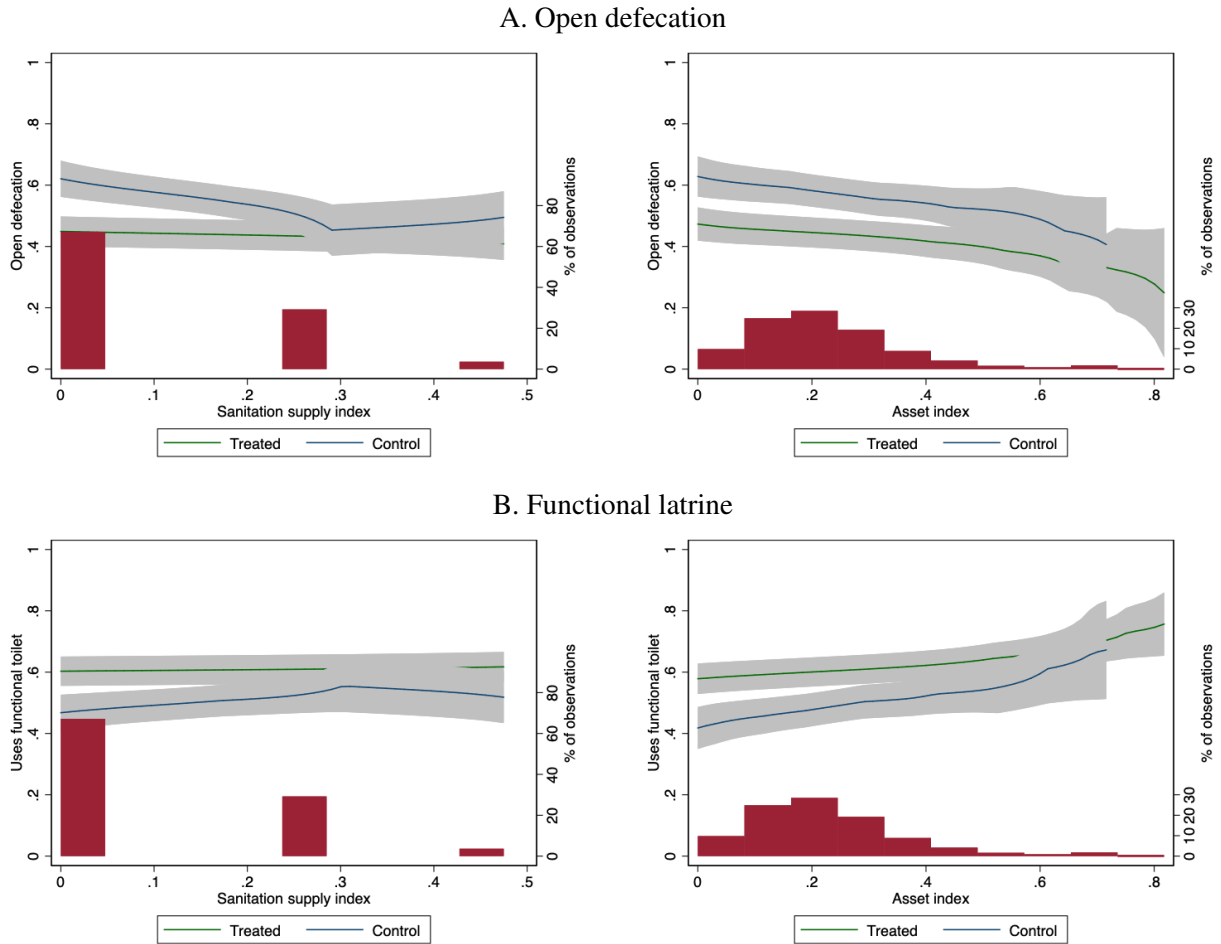 A. Open defecation
Open defecation
0 .2 .4 .6 .8 1
% of observations
0 20 40 60 80
0 .1 .2 .3 .4 .5
Sanitation supply index
Treated Control
Open defecation
0 .2 .4 .6 .8 1
% of observations
0 10 20 30
0 .2 .4 .6 .8
Asset index
Treated Control
B. Functional latrine
Uses functional toilet
0 .2 .4 .6 .8 1
% of observations
0 20 40 60 80
0 .1 .2 .3 .4 .5
Sanitation supply index
Treated Control
Uses functional toilet
0 .2 .4 .6 .8 1
% of observations
0 10 20 30
0 .2 .4 .6 .8
Asset index
Treated Control